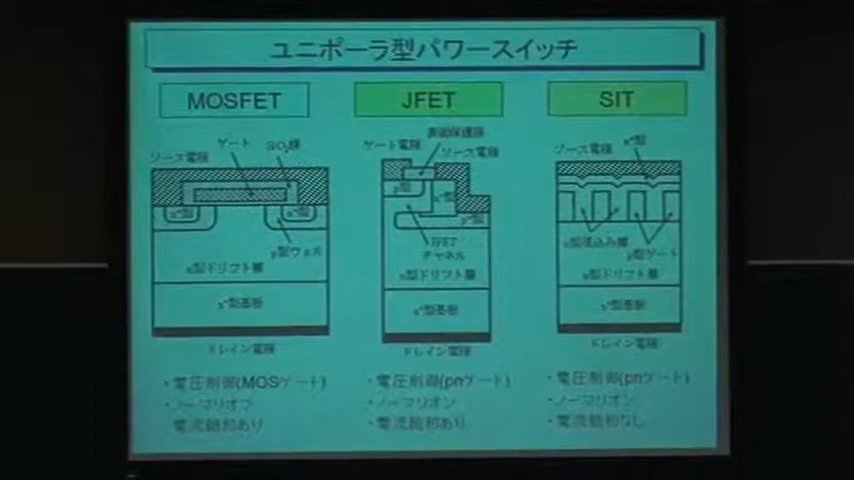 ユニポーラ型パワースイッチ
MOSFET
JFET
SIT
ゲート
SiO2膜
ソース電極
n+型
n+型
p型ウェル
n型ドリフト層
n+型基板
ドレイン電極
・電圧制御(MOSゲート)
・ノーマリオフ
電流飽和あり
表面保護膜
ゲート電極
ソース電極
p型
JFET
チャネル
n型ドリフト層
n+型基板
ドレイン電極
・電圧制御(pnゲート)
・ノーマリオン
・電流飽和あり
ソース電極
n+型
p型ゲート
n型ドリフト層
n+型基板
ドレイン電極
・電圧制御(pnゲート)
・ノーマリオン
・電流飽和なし